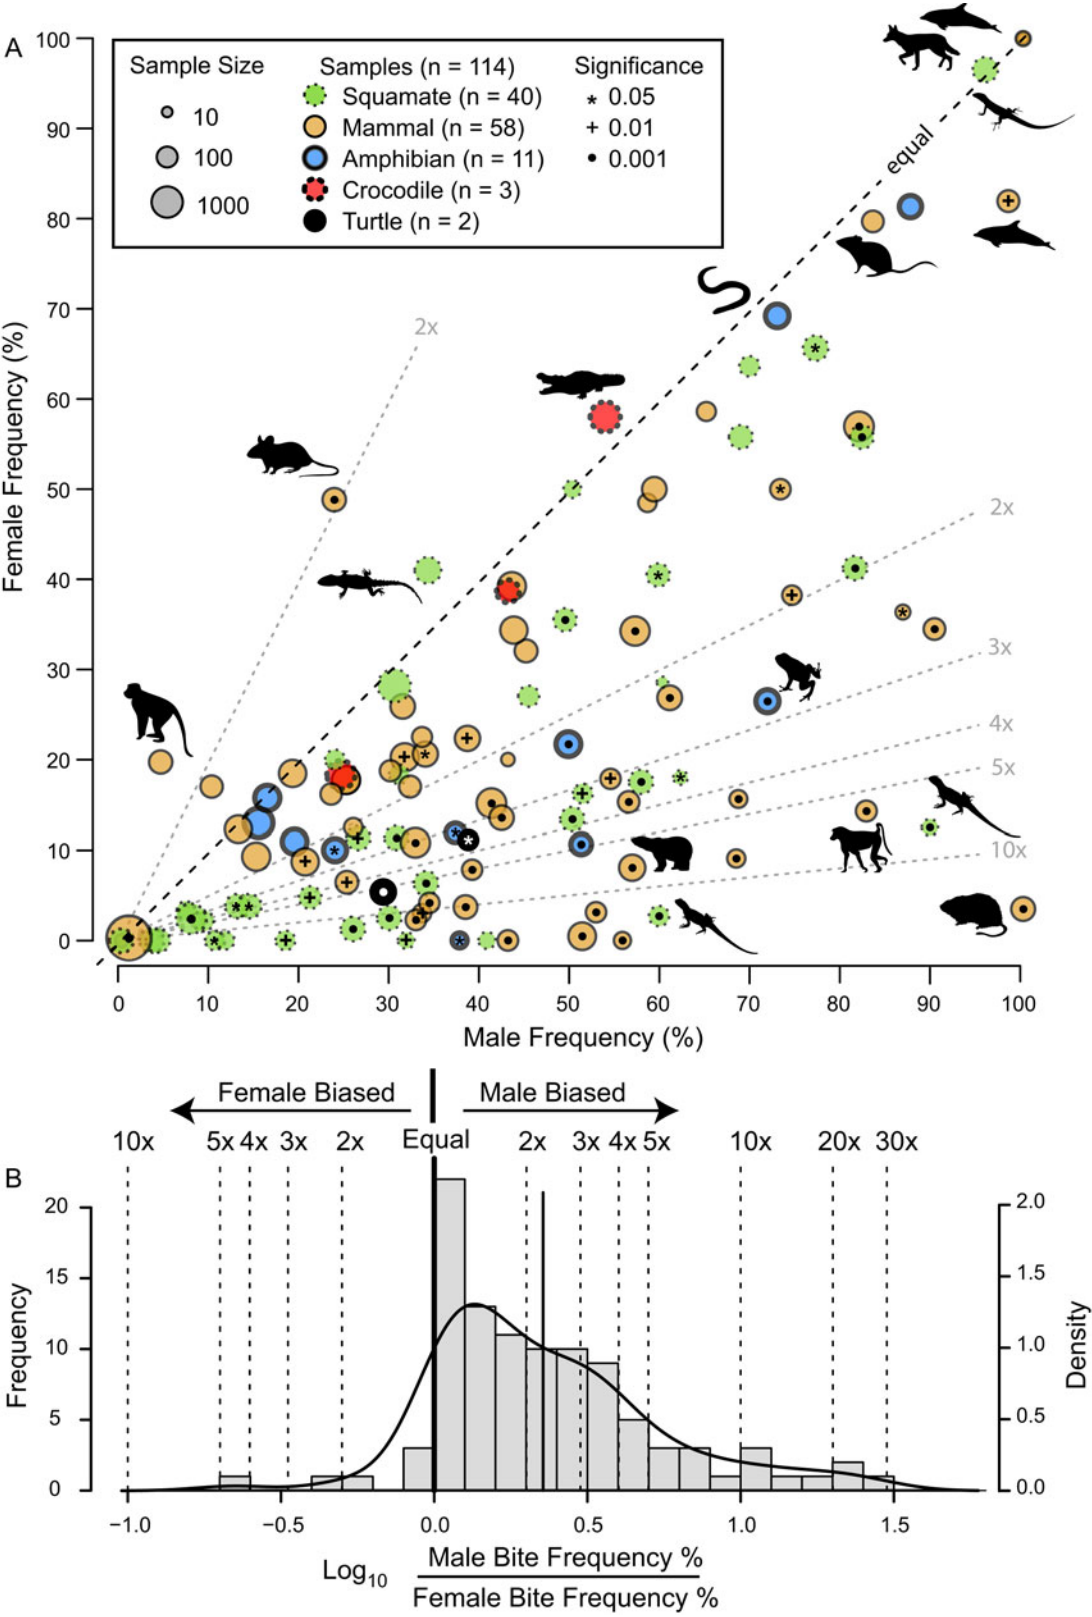 A
Sample Size
10
100
1000
Samples (n = 114)
Squamate (n = 40)
Mammal (n = 58)
Amphibian (n = 11)
Crocodile (n = 3)
Turtle (n = 2)
Significance
* 0.05
+ 0.01
• 0.001
equal
2x
2x
3x
4x
5x
10x
Female Frequency (%)
100
90
80
70
60
50
40
30
20
10
0
0 10 20 30 40 50 60 70 80 90 100
Male Frequency (%)
Female Biased
Male Biased
10x 5x 4x 3x 2x Equal 2x 3x 4x 5x 10x 20x 30x
B
Frequency
20
15
10
5
0
Density
2.0
1.5
1.0
0.5
0.0
−1.0 −0.5 0.0 0.5 1.0 1.5
Log10
Male Bite Frequency %
Female Bite Frequency %